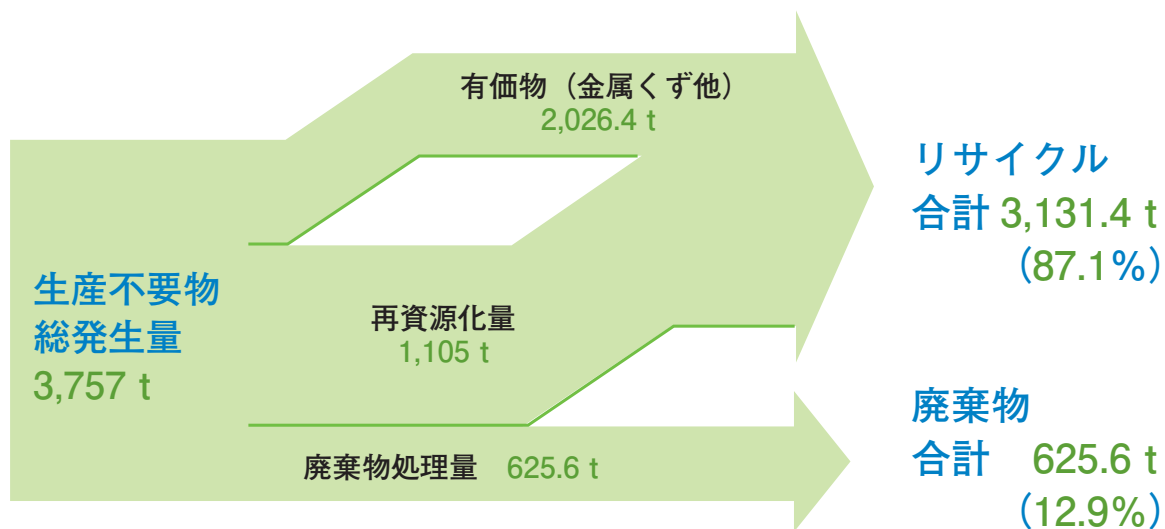 有価物（金属くず他）
2,026.4 t
リサイクル
合計 3,131.4 t
（87.1%）
生産不要物
総発生量
3,757 t
再資源化量
1,105 t
廃棄物処理量 625.6 t
廃棄物
合計 625.6 t
（12.9%）